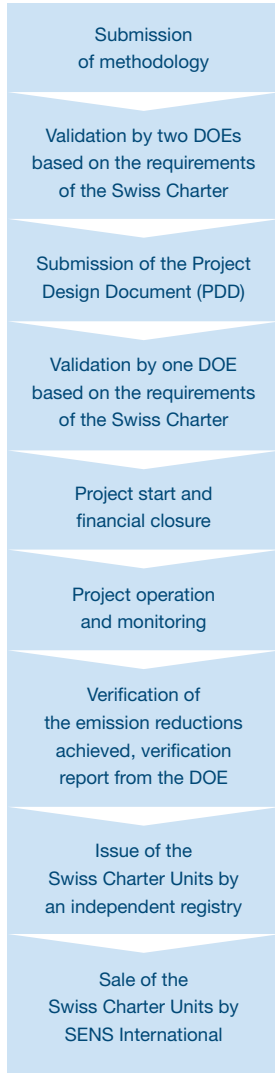 Submission
of methodology
Validation by two DOEs
based on the requirements
of the Swiss Charter
Submission of the Project
Design Document (PDD)
Validation by one DOE
based on the requirements
of the Swiss Charter
Project start and
financial closure
Project operation
and monitoring
Verification of
the emission reductions
achieved, verification
report from the DOE
Issue of the
Swiss Charter Units by
an independent registry
Sale of the
Swiss Charter Units by
SENS International